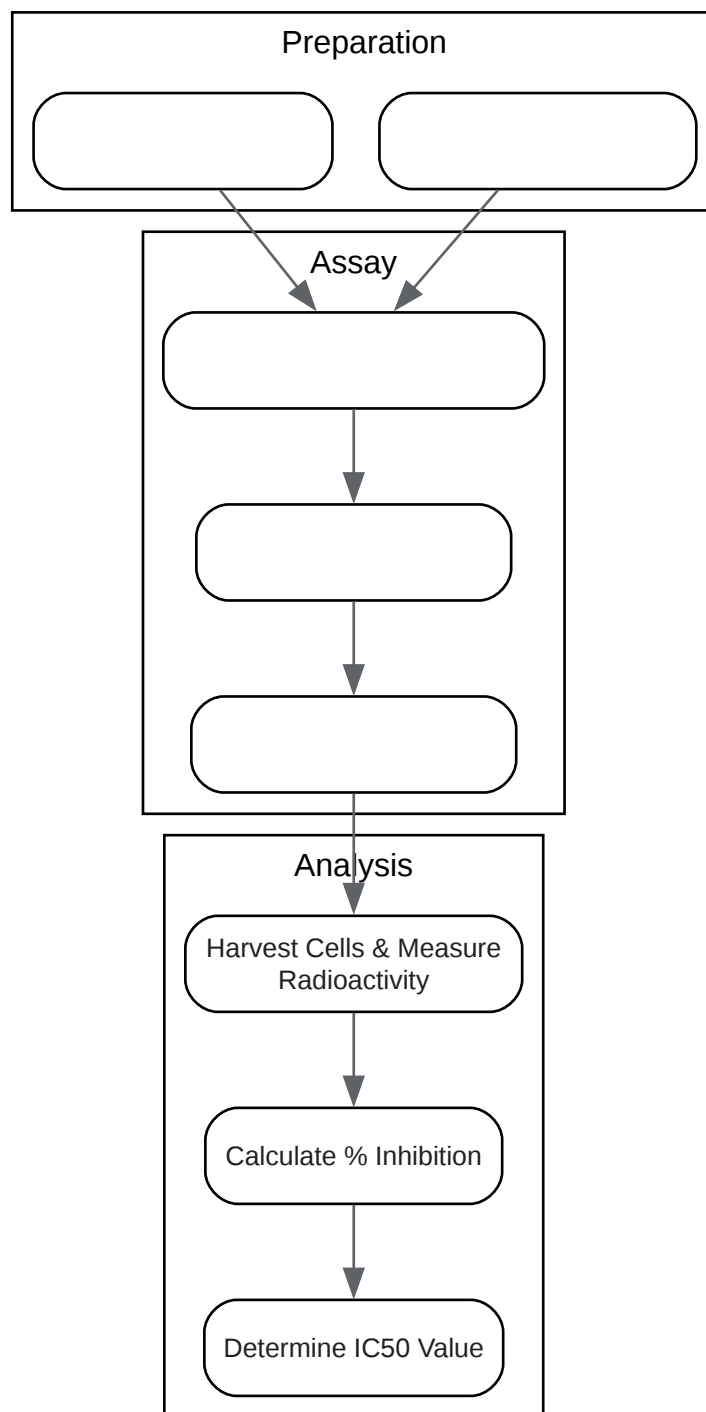 Preparation
Assay
Analysis
Harvest Cells & Measure
Radioactivity
Calculate % Inhibition
Determine IC50 Value